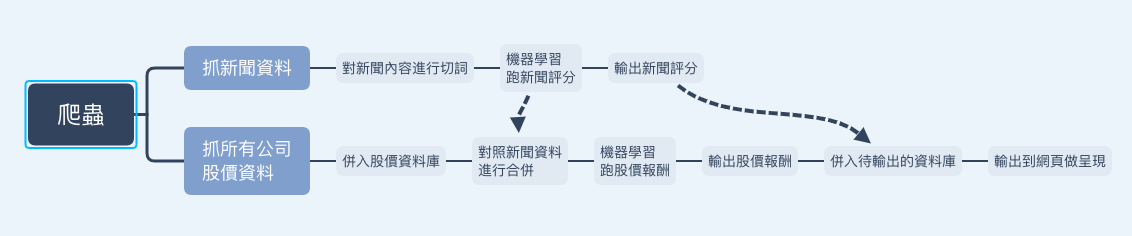 爬蟲
抓新聞資料
對新聞內容進行切詞
機器學習
跑新聞評分
輸出新聞評分
抓所有公司
股價資料
併入股價資料庫
對照新聞資料
進行合併
機器學習
跑股價報酬
輸出股價報酬
併入待輸出的資料庫
輸出到網頁做呈現